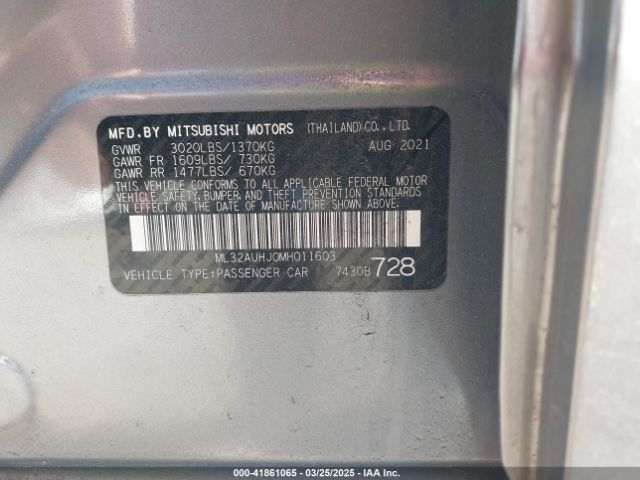 MFD.BY MITSUBISHI MOTORS (THAILAND)CO.,LTD.
GVWR 3020LBS/1370KG AUG 2021
GAWR FR 1609LBS/ 730KG
GAWR RR 1477LBS/ 670KG
THIS VEHICLE CONFORMS TO ALL APPLICABLE FEDERAL MOTOR
VEHICLE SAFETY, BUMPER, AND THEFT PREVENTION STANDARDS
IN EFFECT ON THE DATE OF MANUFACTURE SHOWN ABOVE.
ML32AUHJ0MH011603
VEHICLE TYPE:PASSENGER CAR 7430B 728
00-41861065 - 03/25/2025 - IAA Inc.